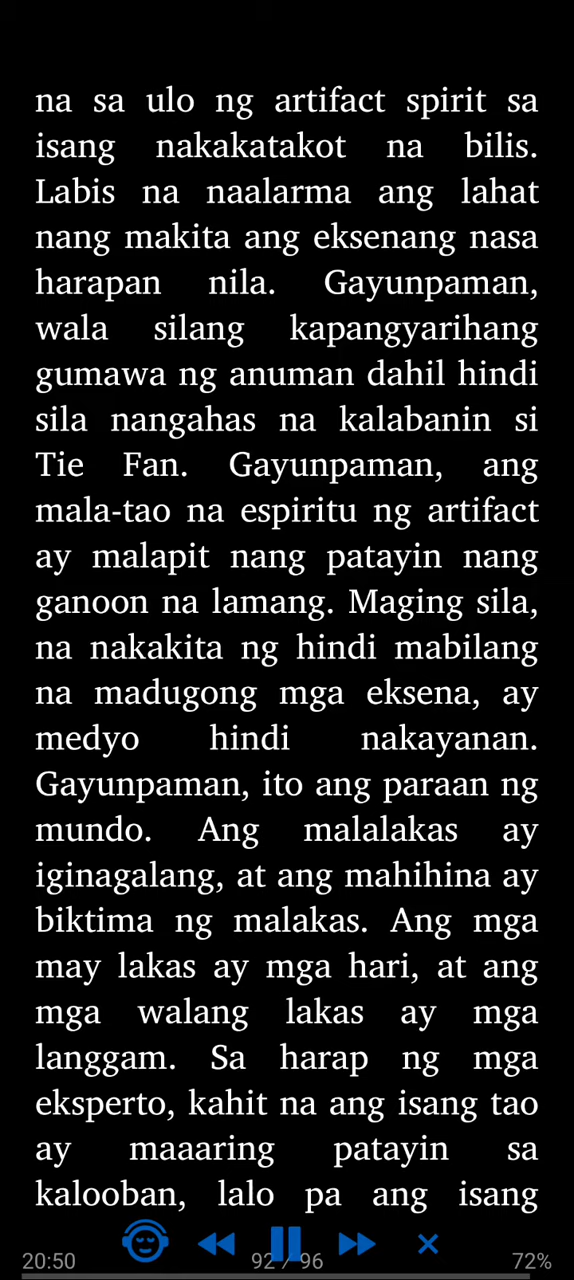 na sa ulo ng artifact spirit sa
isang nakakatakot na bilis.
Labis na naalarma ang lahat
nang makita ang eksenang nasa
harapan nila. Gayunpaman,
wala silang kapangyarihang
gumawa ng anuman dahil hindi
sila nangahas na kalabanin si
Tie Fan. Gayunpaman, ang
mala-tao na espiritu ng artifact
ay malapit nang patayin nang
ganoon na lamang. Maging sila,
na nakakita ng hindi mabilang
na madugong mga eksena, ay
medyo hindi nakayanan.
Gayunpaman, ito ang paraan ng
mundo. Ang malalakas ay
iginagalang, at ang mahihina ay
biktima ng malakas. Ang mga
may lakas ay mga hari, at ang
mga walang lakas ay mga
langgam. Sa harap ng mga
eksperto, kahit na ang isang tao
ay maaaring patayin sa
kalooban, lalo pa ang isang
20:50 92 / 96 72%